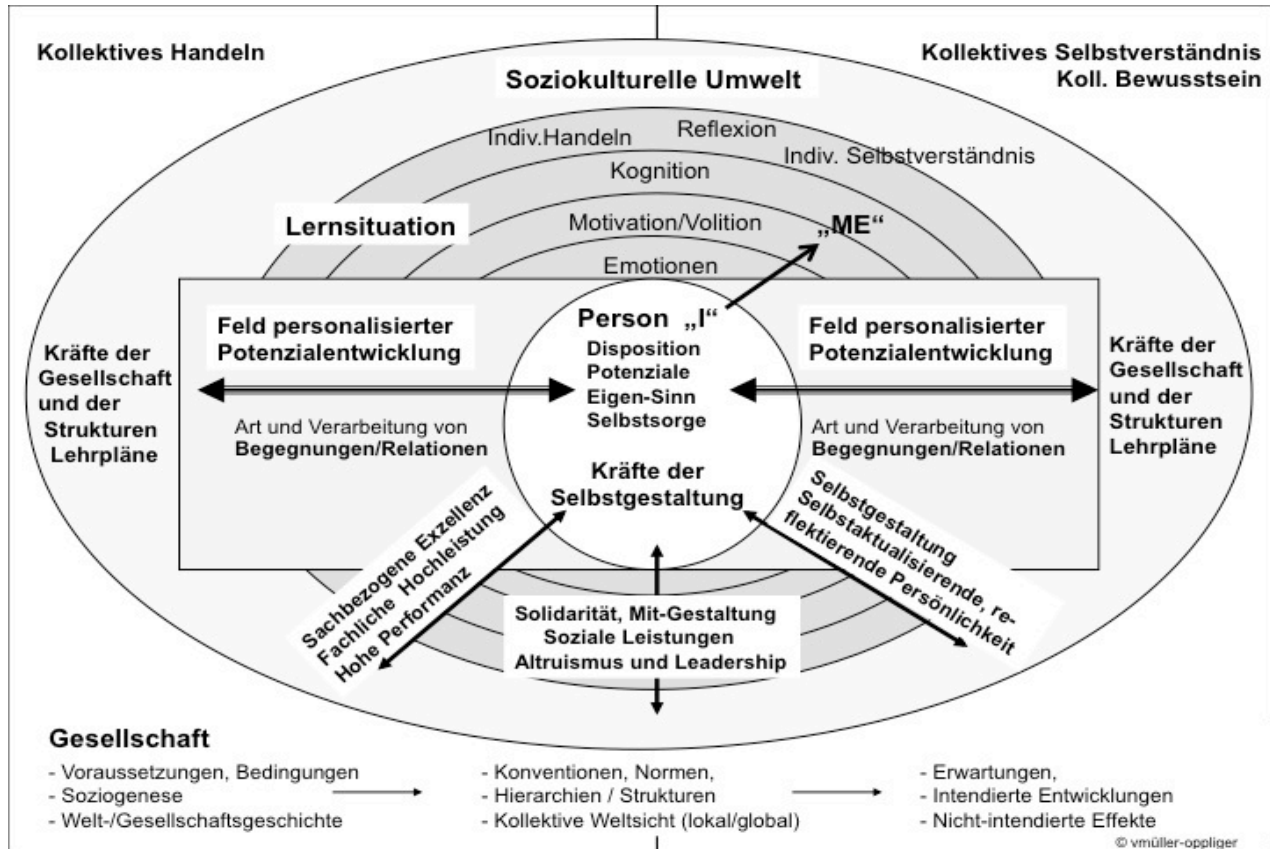 Kollektives Handeln
Kollektives Selbstverständnis
Koll. Bewusstsein
Soziokulturelle Umwelt
Indiv.Handeln
Reflexion
Indiv. Selbstverständnis
Kognition
Lernsituation
Motivation/Volition
„ME“
Emotionen
Feld personalisierter
Potenzialentwicklung
Person „I“
Disposition
Potenziale
Eigen-Sinn
Selbstsorge
Feld personalisierter
Potenzialentwicklung
Kräfte der
Gesellschaft
und der
Strukturen
Lehrpläne
Kräfte der
Gesellschaft
und der
Strukturen
Lehrpläne
Art und Verarbeitung von
Begegnungen/Relationen
Kräfte der
Selbstgestaltung
Art und Verarbeitung von
Begegnungen/Relationen
Sachbezogene Exzellenz
Fachliche Hochleistung
Hohe Performanz
Solidarität, Mit-Gestaltung
Soziale Leistungen
Altruismus und Leadership
Selbstgestaltung
Selbstaktualisierende, re-
flektierende Persönlichkeit
Gesellschaft
- Voraussetzungen, Bedingungen
- Soziogenese
- Welt-/Gesellschaftsgeschichte
- Konventionen, Normen,
- Hierarchien / Strukturen
- Kollektive Weltsicht (lokal/global)
- Erwartungen,
- Intendierte Entwicklungen
- Nicht-intendierte Effekte
© vmüller-oppliger